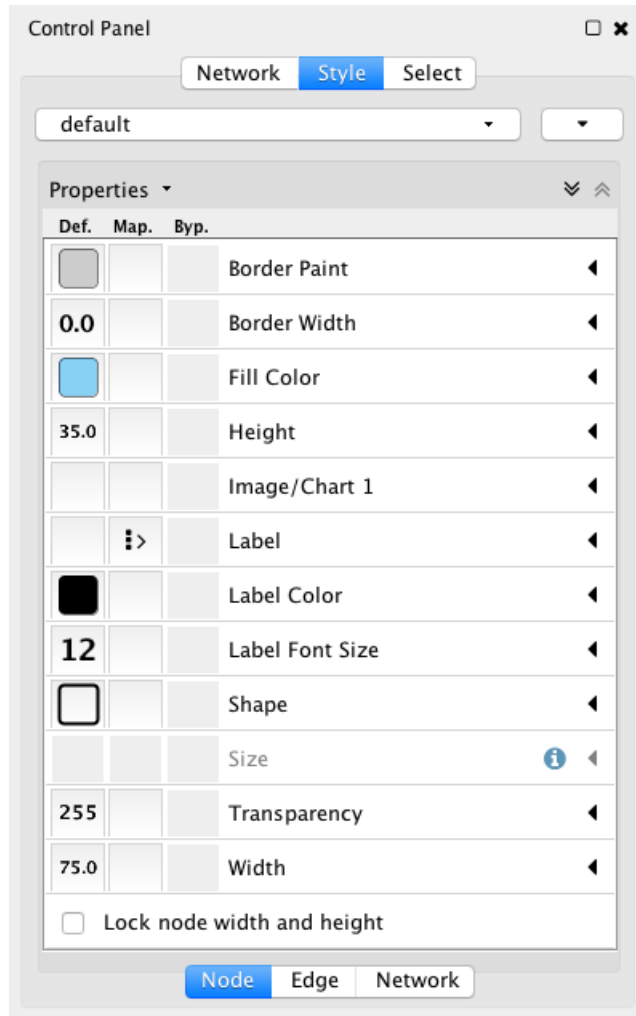 Control Panel
Network Style Select
default
Properties
Def. Map. Byp.
Border Paint
0.0 Border Width
Fill Color
35.0 Height
Image/Chart 1
Label
Label Color
12 Label Font Size
Shape
Size
255 Transparency
75.0 Width
Lock node width and height
Node Edge Network